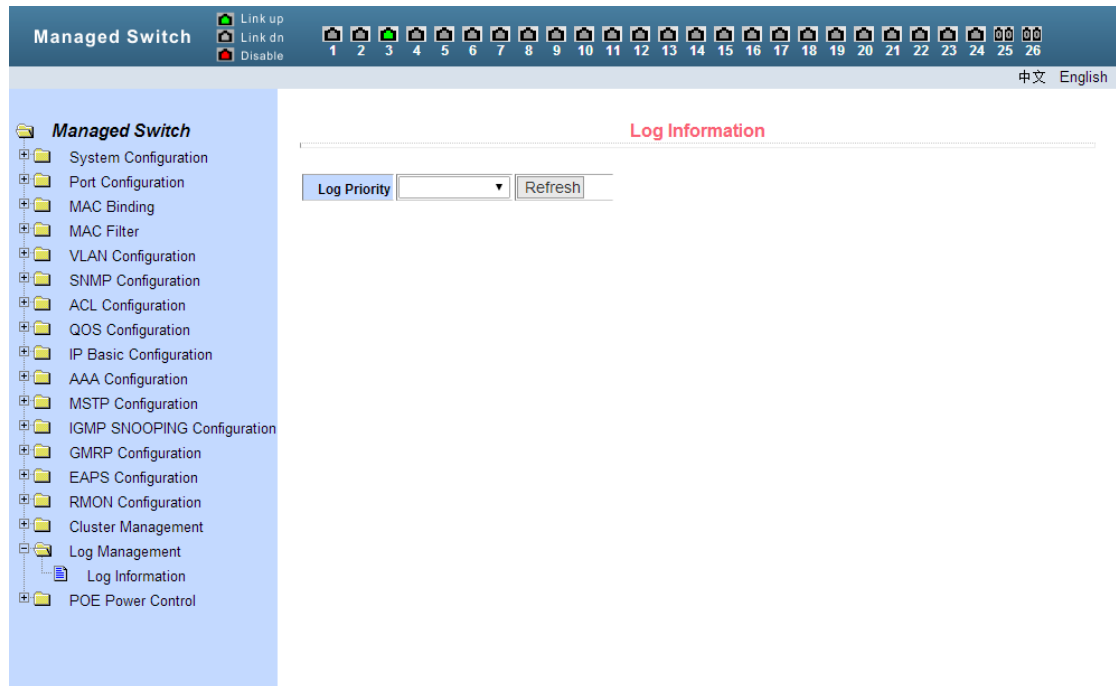 Link up
Managed Switch
Link dn
Disable
1 2 3 4 5 6 7 8 9 10 11 12 13 14 15 16 17 18 19 20 21 22 23 24 25 26
中文 English
Managed Switch
System Configuration
Port Configuration
MAC Binding
MAC Filter
VLAN Configuration
SNMP Configuration
ACL Configuration
QOS Configuration
IP Basic Configuration
AAA Configuration
MSTP Configuration
IGMP SNOOPING Configuration
GMRP Configuration
EAPS Configuration
RMON Configuration
Cluster Management
Log Management
Log Information
POE Power Control
Log Information
Log Priority Refresh